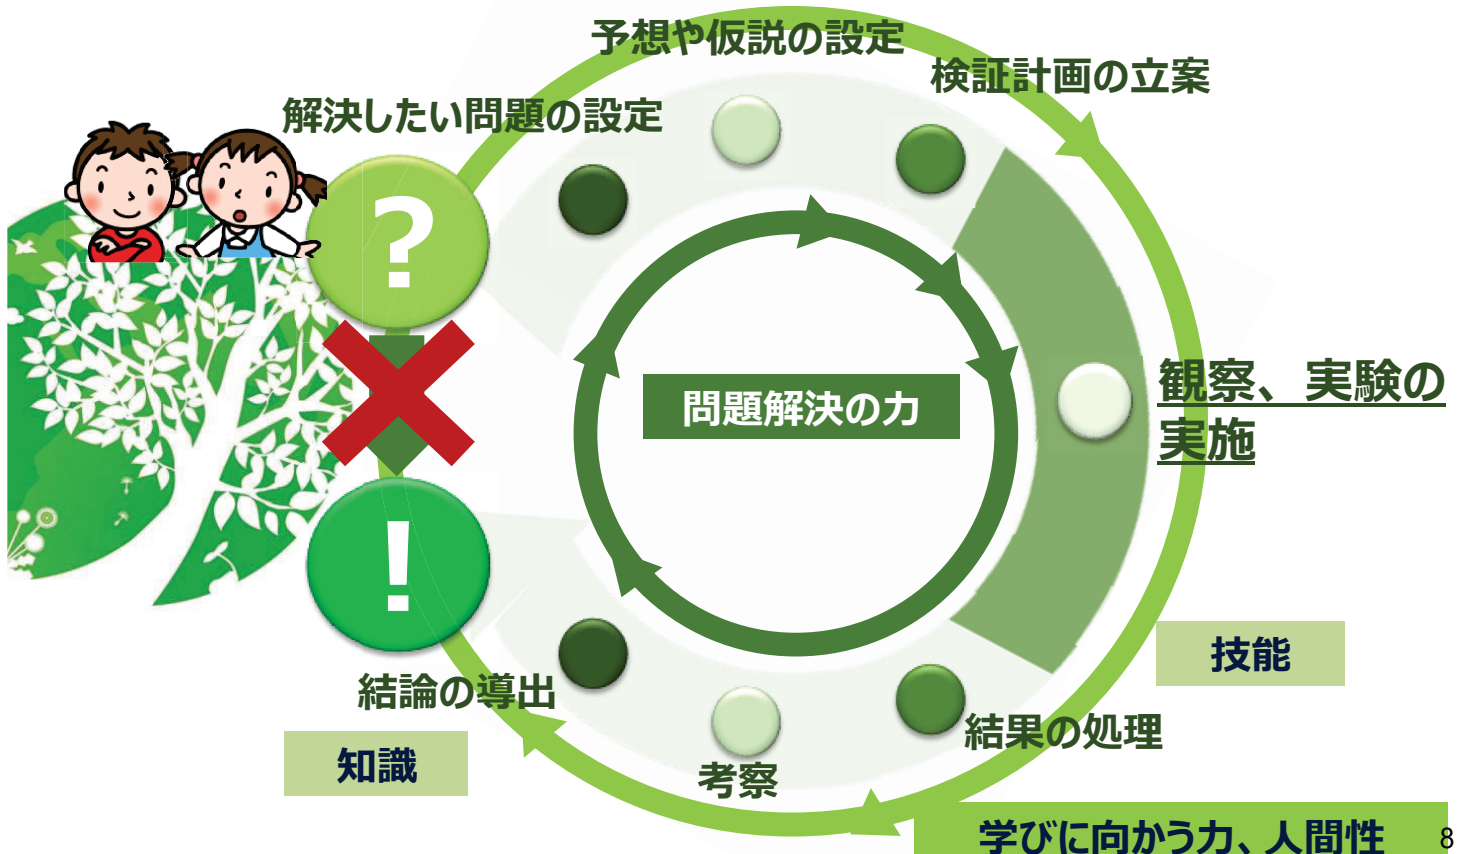 予想や仮説の設定
検証計画の立案
解決したい問題の設定
?
問題解決の力
観察、実験の
実施
!
技能
結論の導出
結果の処理
知識
考察
学びに向かう力、人間性
8